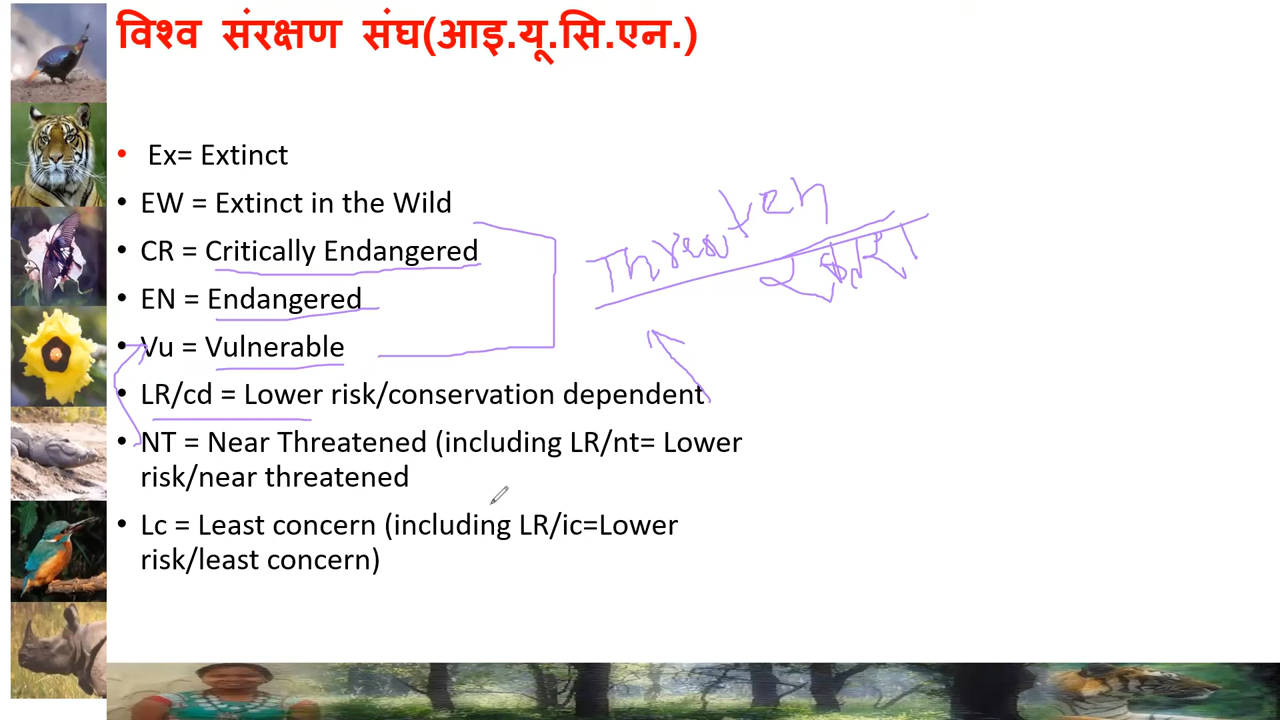 विश्व संरक्षण संघ(आइ.यू.सि.एन.)
• Ex= Extinct
• EW = Extinct in the Wild
• CR = Critically Endangered
• EN = Endangered
• Vu = Vulnerable
• LR/cd = Lower risk/conservation dependent
• NT = Near Threatened (including LR/nt= Lower
risk/near threatened
• Lc = Least concern (including LR/ic=Lower
risk/least concern)
Threaten